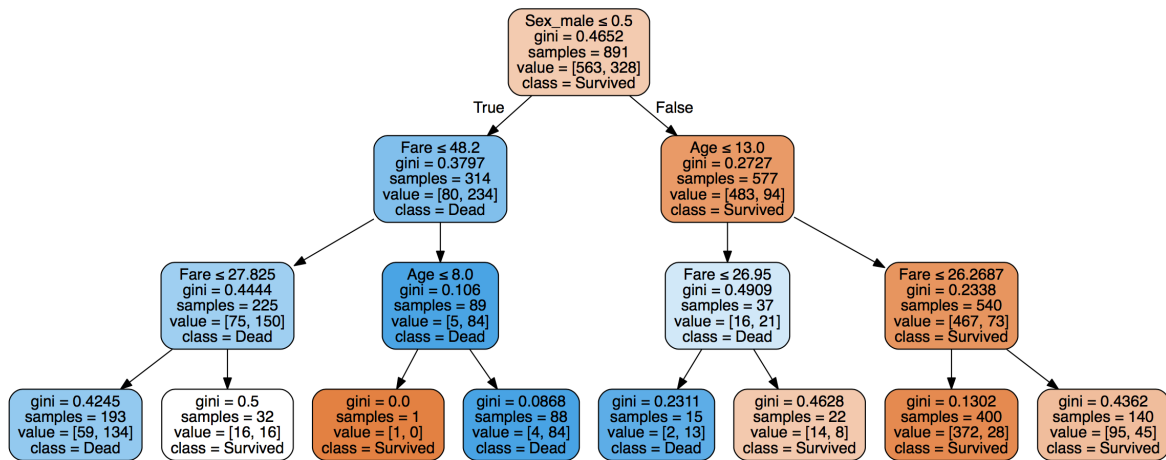 Sex_male ≤ 0.5
gini = 0.4652
samples = 891
value = [563, 328]
class = Survived
True
False
Fare ≤ 48.2
gini = 0.3797
samples = 314
value = [80, 234]
class = Dead
Age ≤ 13.0
gini = 0.2727
samples = 577
value = [483, 94]
class = Survived
Fare ≤ 27.825
gini = 0.4444
samples = 225
value = [75, 150]
class = Dead
Age ≤ 8.0
gini = 0.106
samples = 89
value = [5, 84]
class = Dead
Fare ≤ 26.95
gini = 0.4909
samples = 37
value = [16, 21]
class = Dead
Fare ≤ 26.2687
gini = 0.2338
samples = 540
value = [467, 73]
class = Survived
gini = 0.4245
samples = 193
value = [59, 134]
class = Dead
gini = 0.5
samples = 32
value = [16, 16]
class = Survived
gini = 0.0
samples = 1
value = [1, 0]
class = Survived
gini = 0.0868
samples = 88
value = [4, 84]
class = Dead
gini = 0.2311
samples = 15
value = [2, 13]
class = Dead
gini = 0.4628
samples = 22
value = [14, 8]
class = Survived
gini = 0.1302
samples = 400
value = [372, 28]
class = Survived
gini = 0.4362
samples = 140
value = [95, 45]
class = Survived